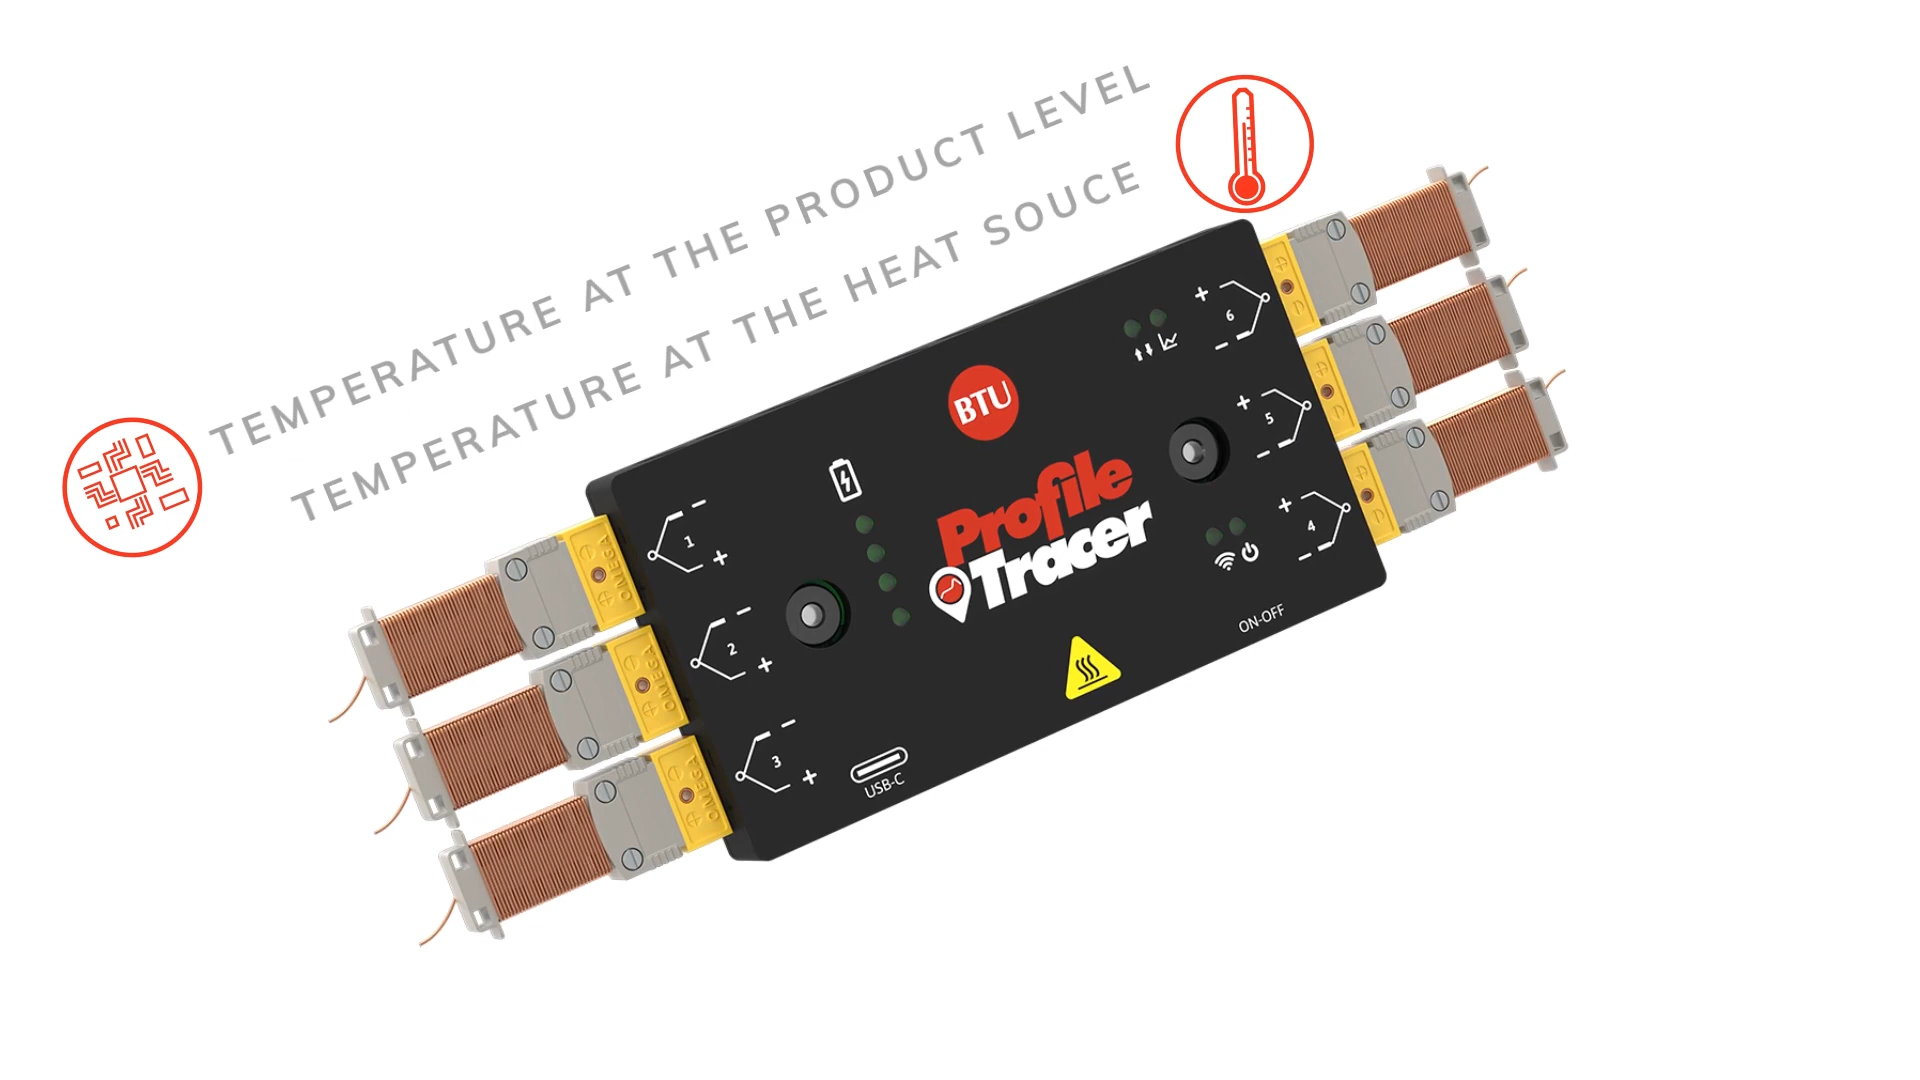 TEMPERATURE AT THE PRODUCT LEVEL
TEMPERATURE AT THE HEAT SOUCE
BTU
Profile
Tracer
1
2
3
6
5
4
+
+
+
+
+
+
USB-C
ON-OFF
OMEGA
OMEGA
OMEGA